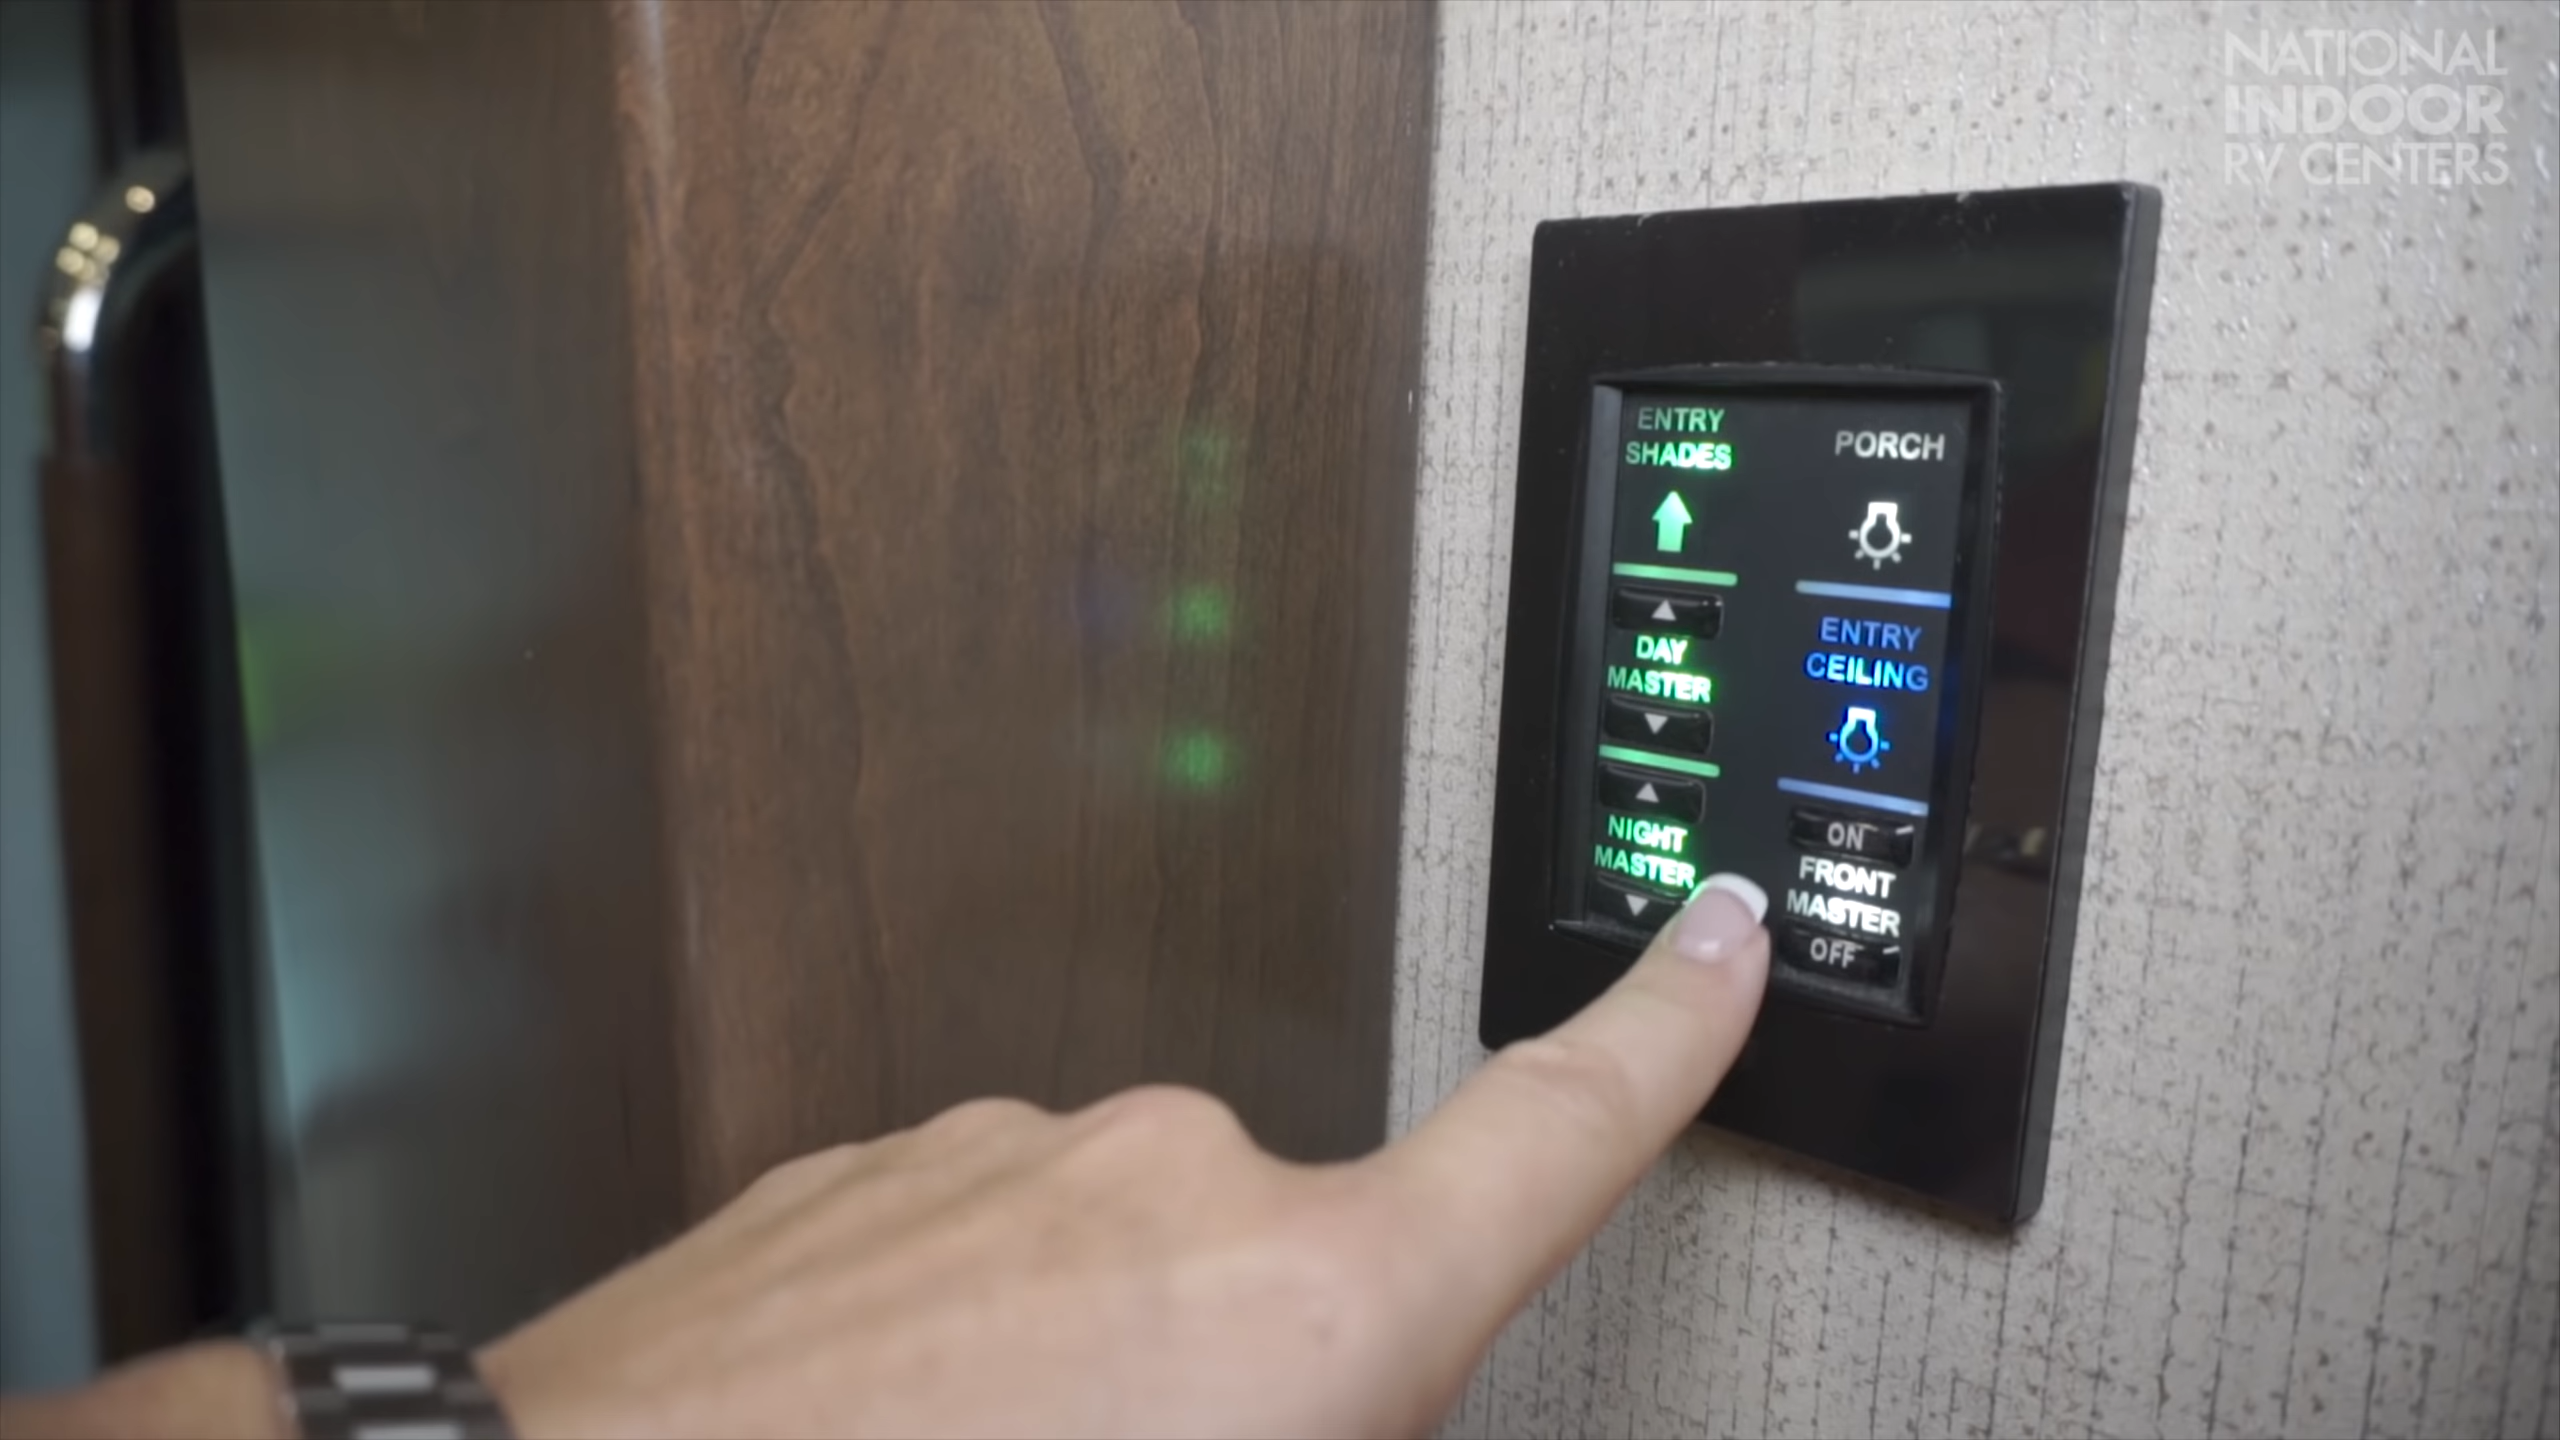 NATIONAL
INDOOR
RV CENTERS
ENTRY
SHADES
DAY
MASTER
NIGHT
MASTER
PORCH
ENTRY
CEILING
ON
FRONT
MASTER
OFF